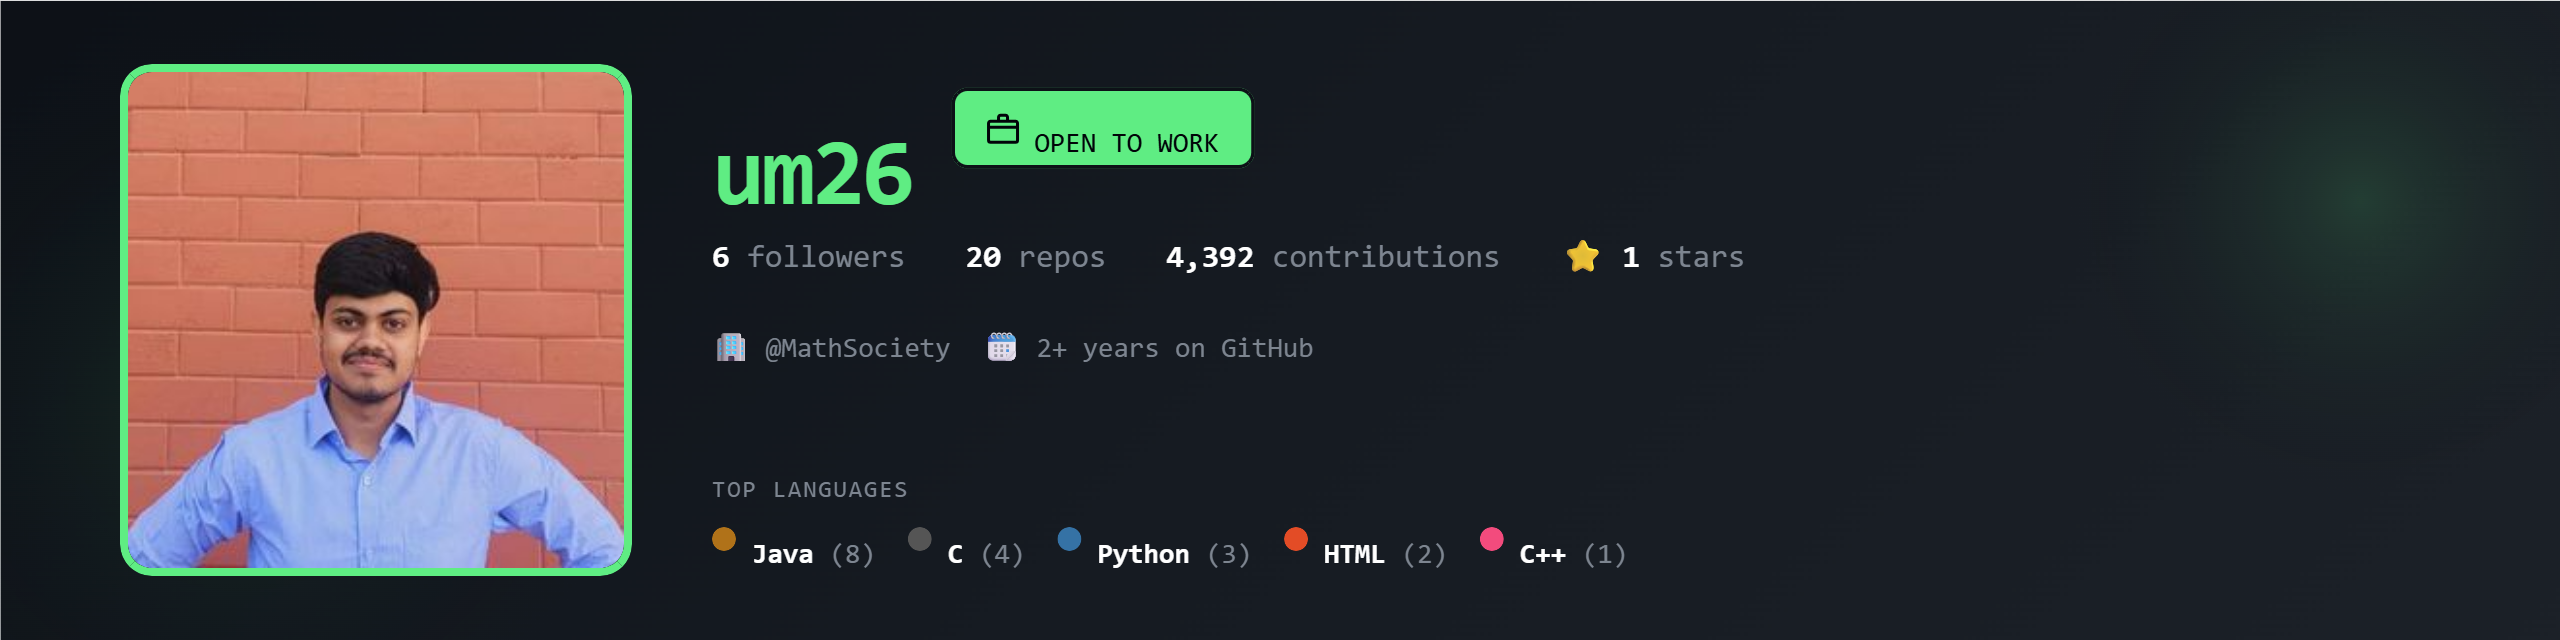 OPEN TO WORK
um26
6 followers 20 repos 4,392 contributions 1 stars
@MathSociety 2+ years on GitHub
TOP LANGUAGES
Java (8) C (4) Python (3) HTML (2) C++ (1)